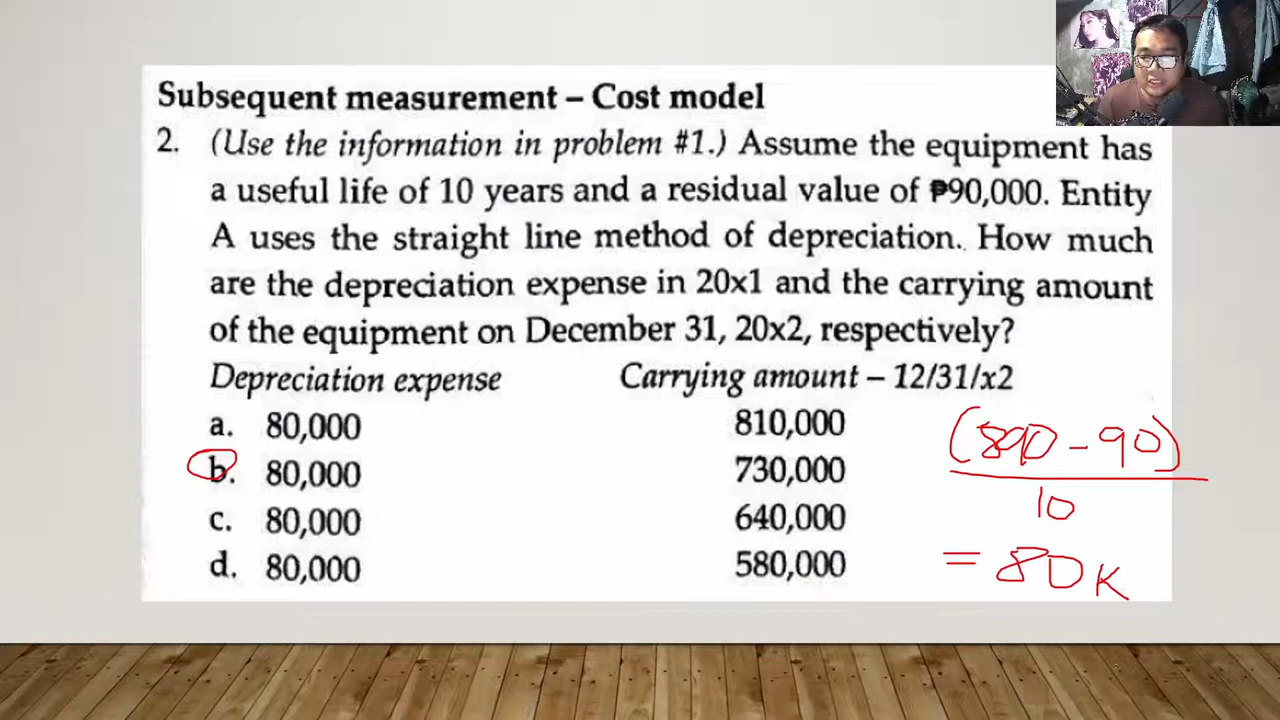 Subsequent measurement – Cost model
2. (Use the information in problem #1.) Assume the equipment has
a useful life of 10 years and a residual value of ₱90,000. Entity
A uses the straight line method of depreciation. How much
are the depreciation expense in 20x1 and the carrying amount
of the equipment on December 31, 20x2, respectively?
Depreciation expense Carrying amount – 12/31/x2
a. 80,000 810,000
b. 80,000 730,000
c. 80,000 640,000
d. 80,000 580,000
(890 - 90)
10
= 80K